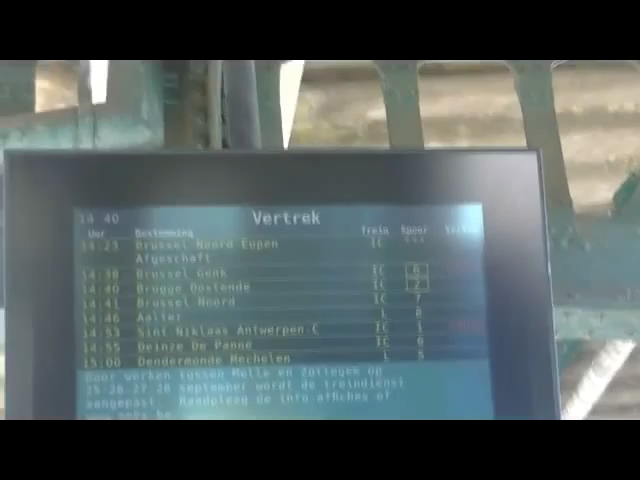 14 40 Vertrek
Uur Bestemming Trein Spoor
14:23 Brussel Noord Eupen IC ***
Afgeschaft
14:38 Brussel Genk IC 6
14:40 Brugge Oostende IC 2
14:41 Brussel Noord IC 7
14:46 Aalter L 8
14:53 Sint Niklaas Antwerpen C IC 1
14:55 Deinze De Panne IC 6
15:00 Dendermonde Mechelen L 5
Door werken tussen Melle en Zottegem op
25-26-27-28 september wordt de treindienst
aangepast. Raadpleeg de info-affiches of